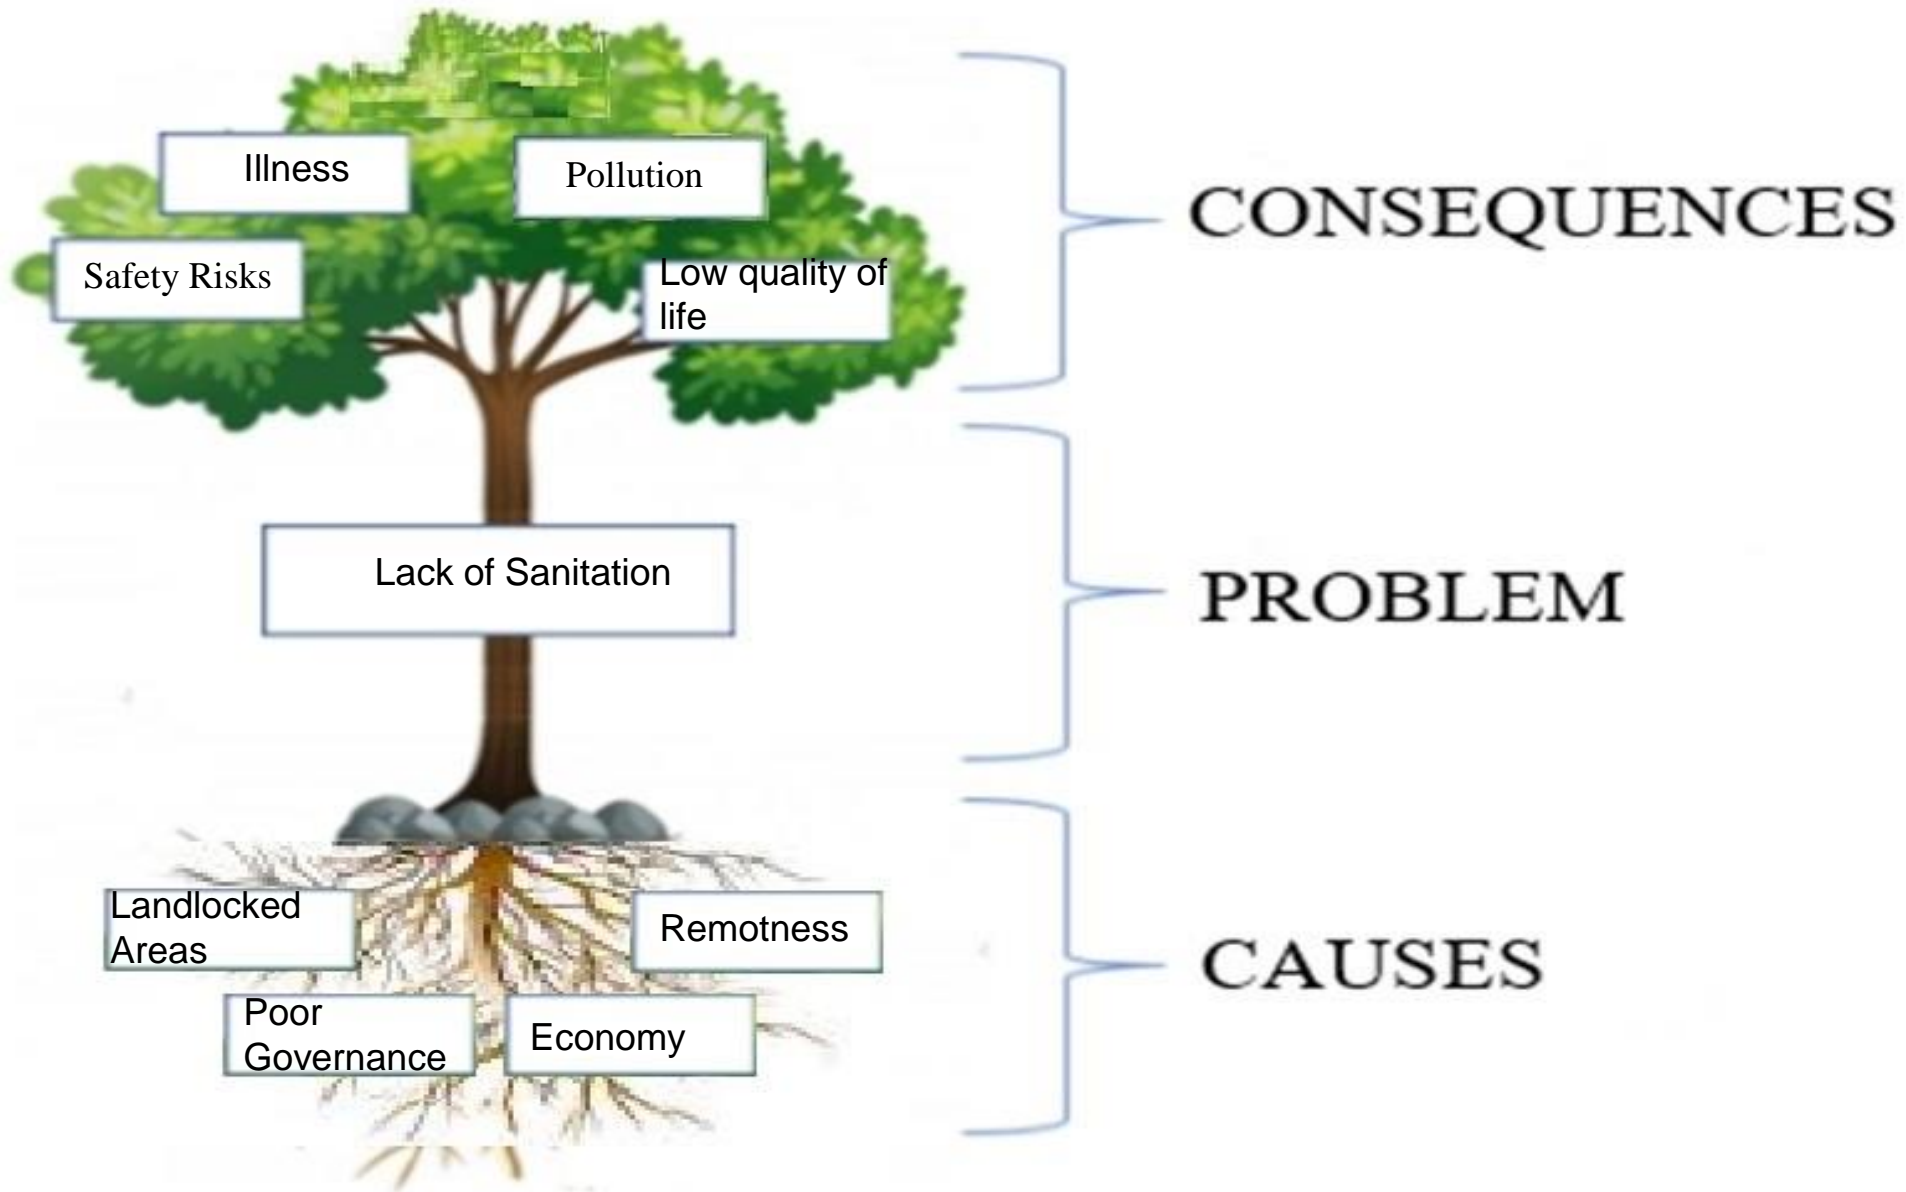 Illness
Pollution
Safety Risks
Low quality of
life
CONSEQUENCES
Lack of Sanitation
PROBLEM
Landlocked
Areas
Remotness
Poor
Governance
Economy
CAUSES